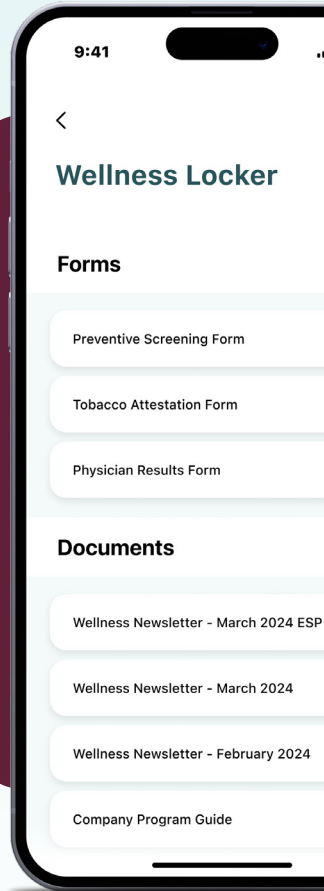 9:41
Wellness Locker
Forms
Preventive Screening Form
Tobacco Attestation Form
Physician Results Form
Documents
Wellness Newsletter - March 2024 ESP
Wellness Newsletter - March 2024
Wellness Newsletter - February 2024
Company Program Guide